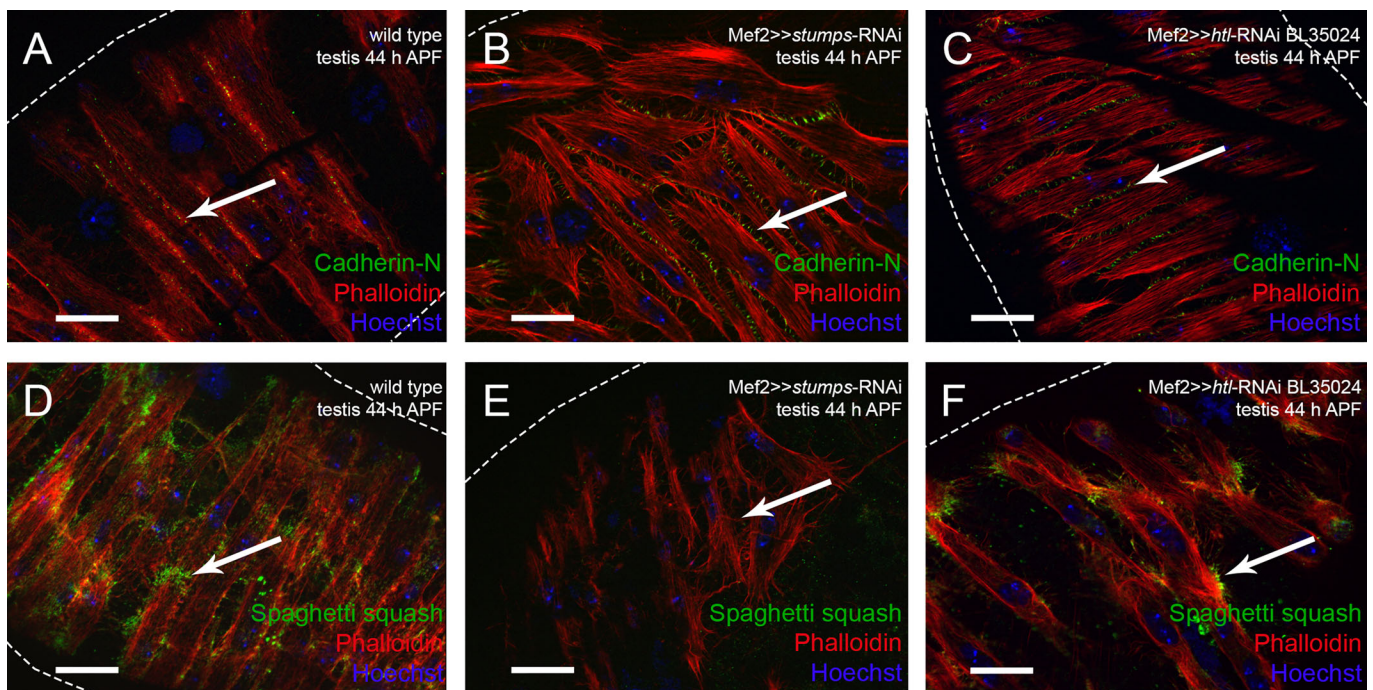 A
wild type
testis 44 h APF
Cadherin-N
Phalloidin
Hoechst
B
Mef2>>stumps-RNAi
testis 44 h APF
Cadherin-N
Phalloidin
Hoechst
C
Mef2>>htl-RNAi BL35024
testis 44 h APF
Cadherin-N
Phalloidin
Hoechst
D
wild type
testis 44 h APF
Spaghetti squash
Phalloidin
Hoechst
E
Mef2>>stumps-RNAi
testis 44 h APF
Spaghetti squash
Phalloidin
Hoechst
F
Mef2>>htl-RNAi BL35024
testis 44 h APF
Spaghetti squash
Phalloidin
Hoechst